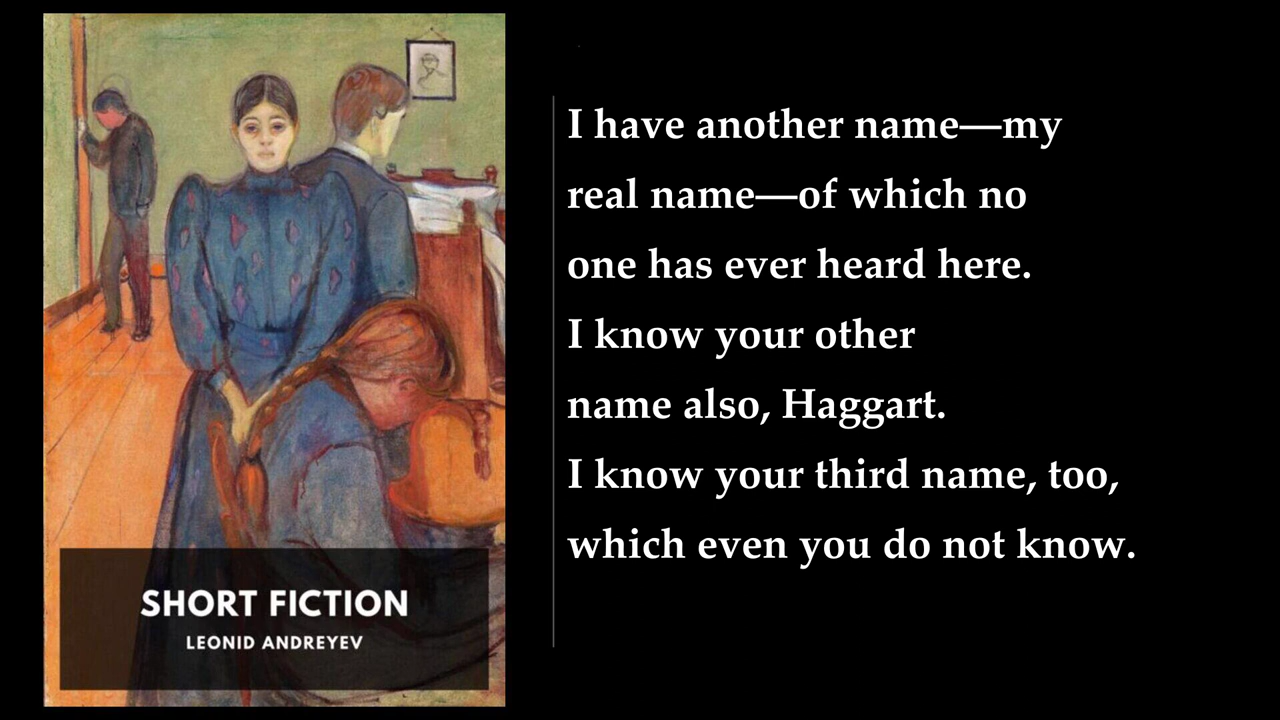 SHORT FICTION
LEONID ANDREYEV
I have another name—my
real name—of which no
one has ever heard here.
I know your other
name also, Haggart.
I know your third name, too,
which even you do not know.